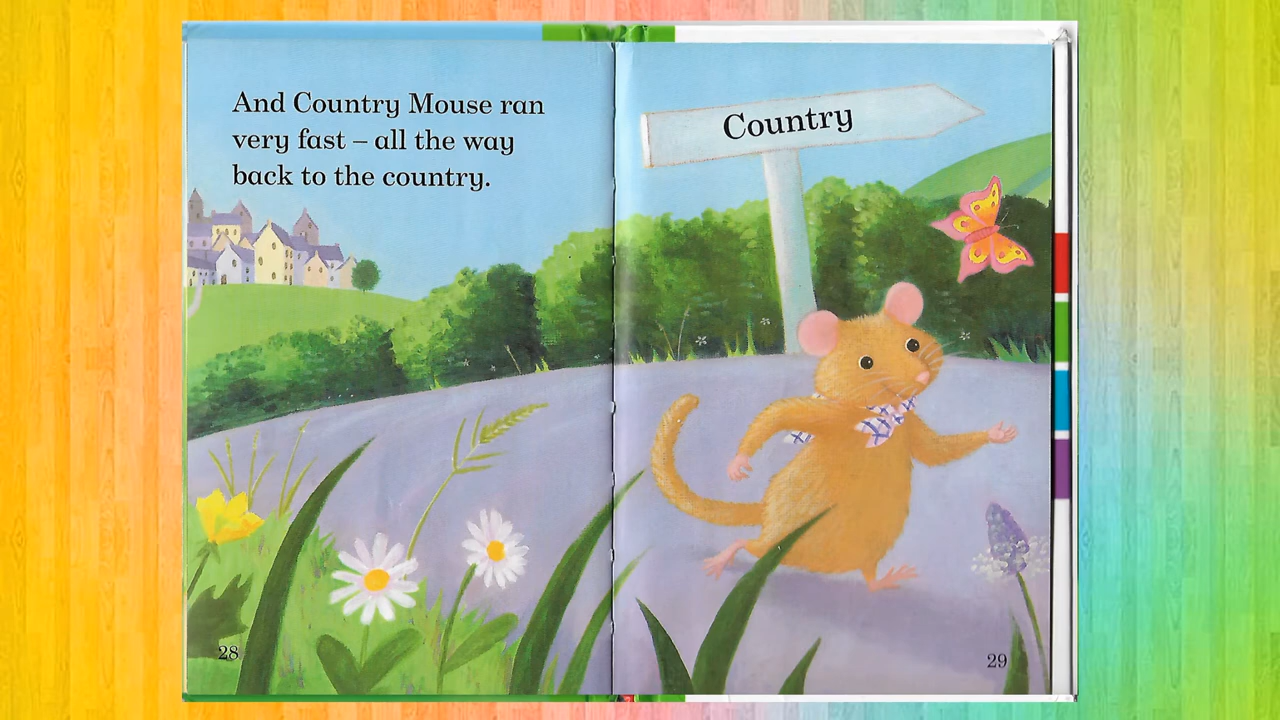 And Country Mouse ran
very fast – all the way
back to the country.
Country
28
29